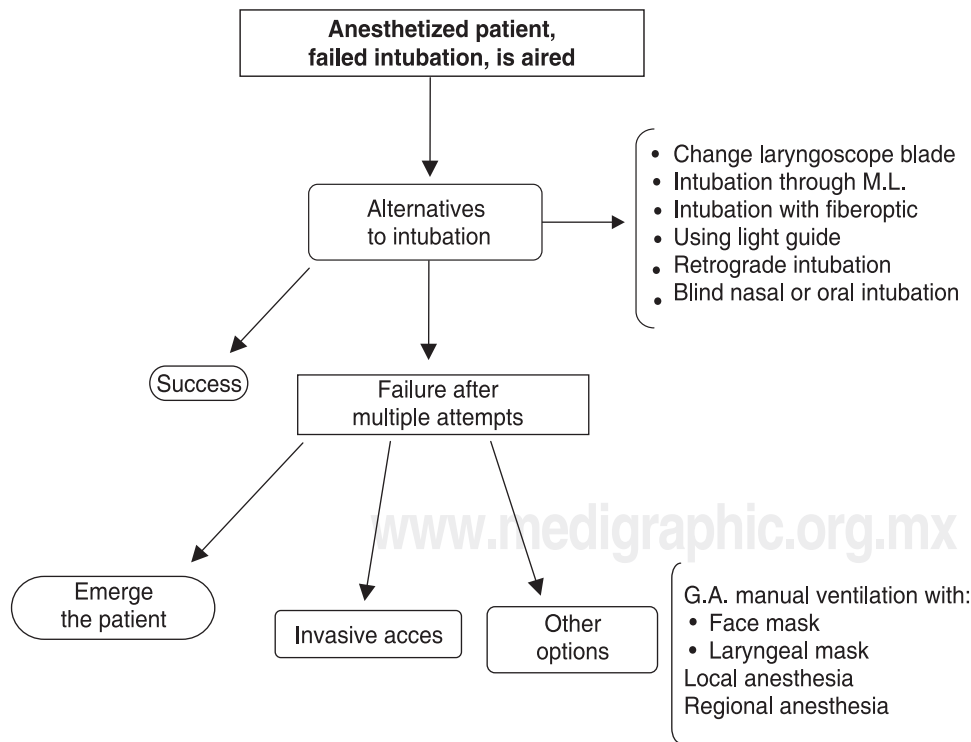 Anesthetized patient,
failed intubation, is aired
Alternatives
to intubation
• Change laryngoscope blade
• Intubation through M.L.
• Intubation with fiberoptic
• Using light guide
• Retrograde intubation
• Blind nasal or oral intubation
Success
Failure after
multiple attempts
www.medigraphic.org.mx
Emerge
the patient
Invasive acces
Other
options
G.A. manual ventilation with:
• Face mask
• Laryngeal mask
Local anesthesia
Regional anesthesia